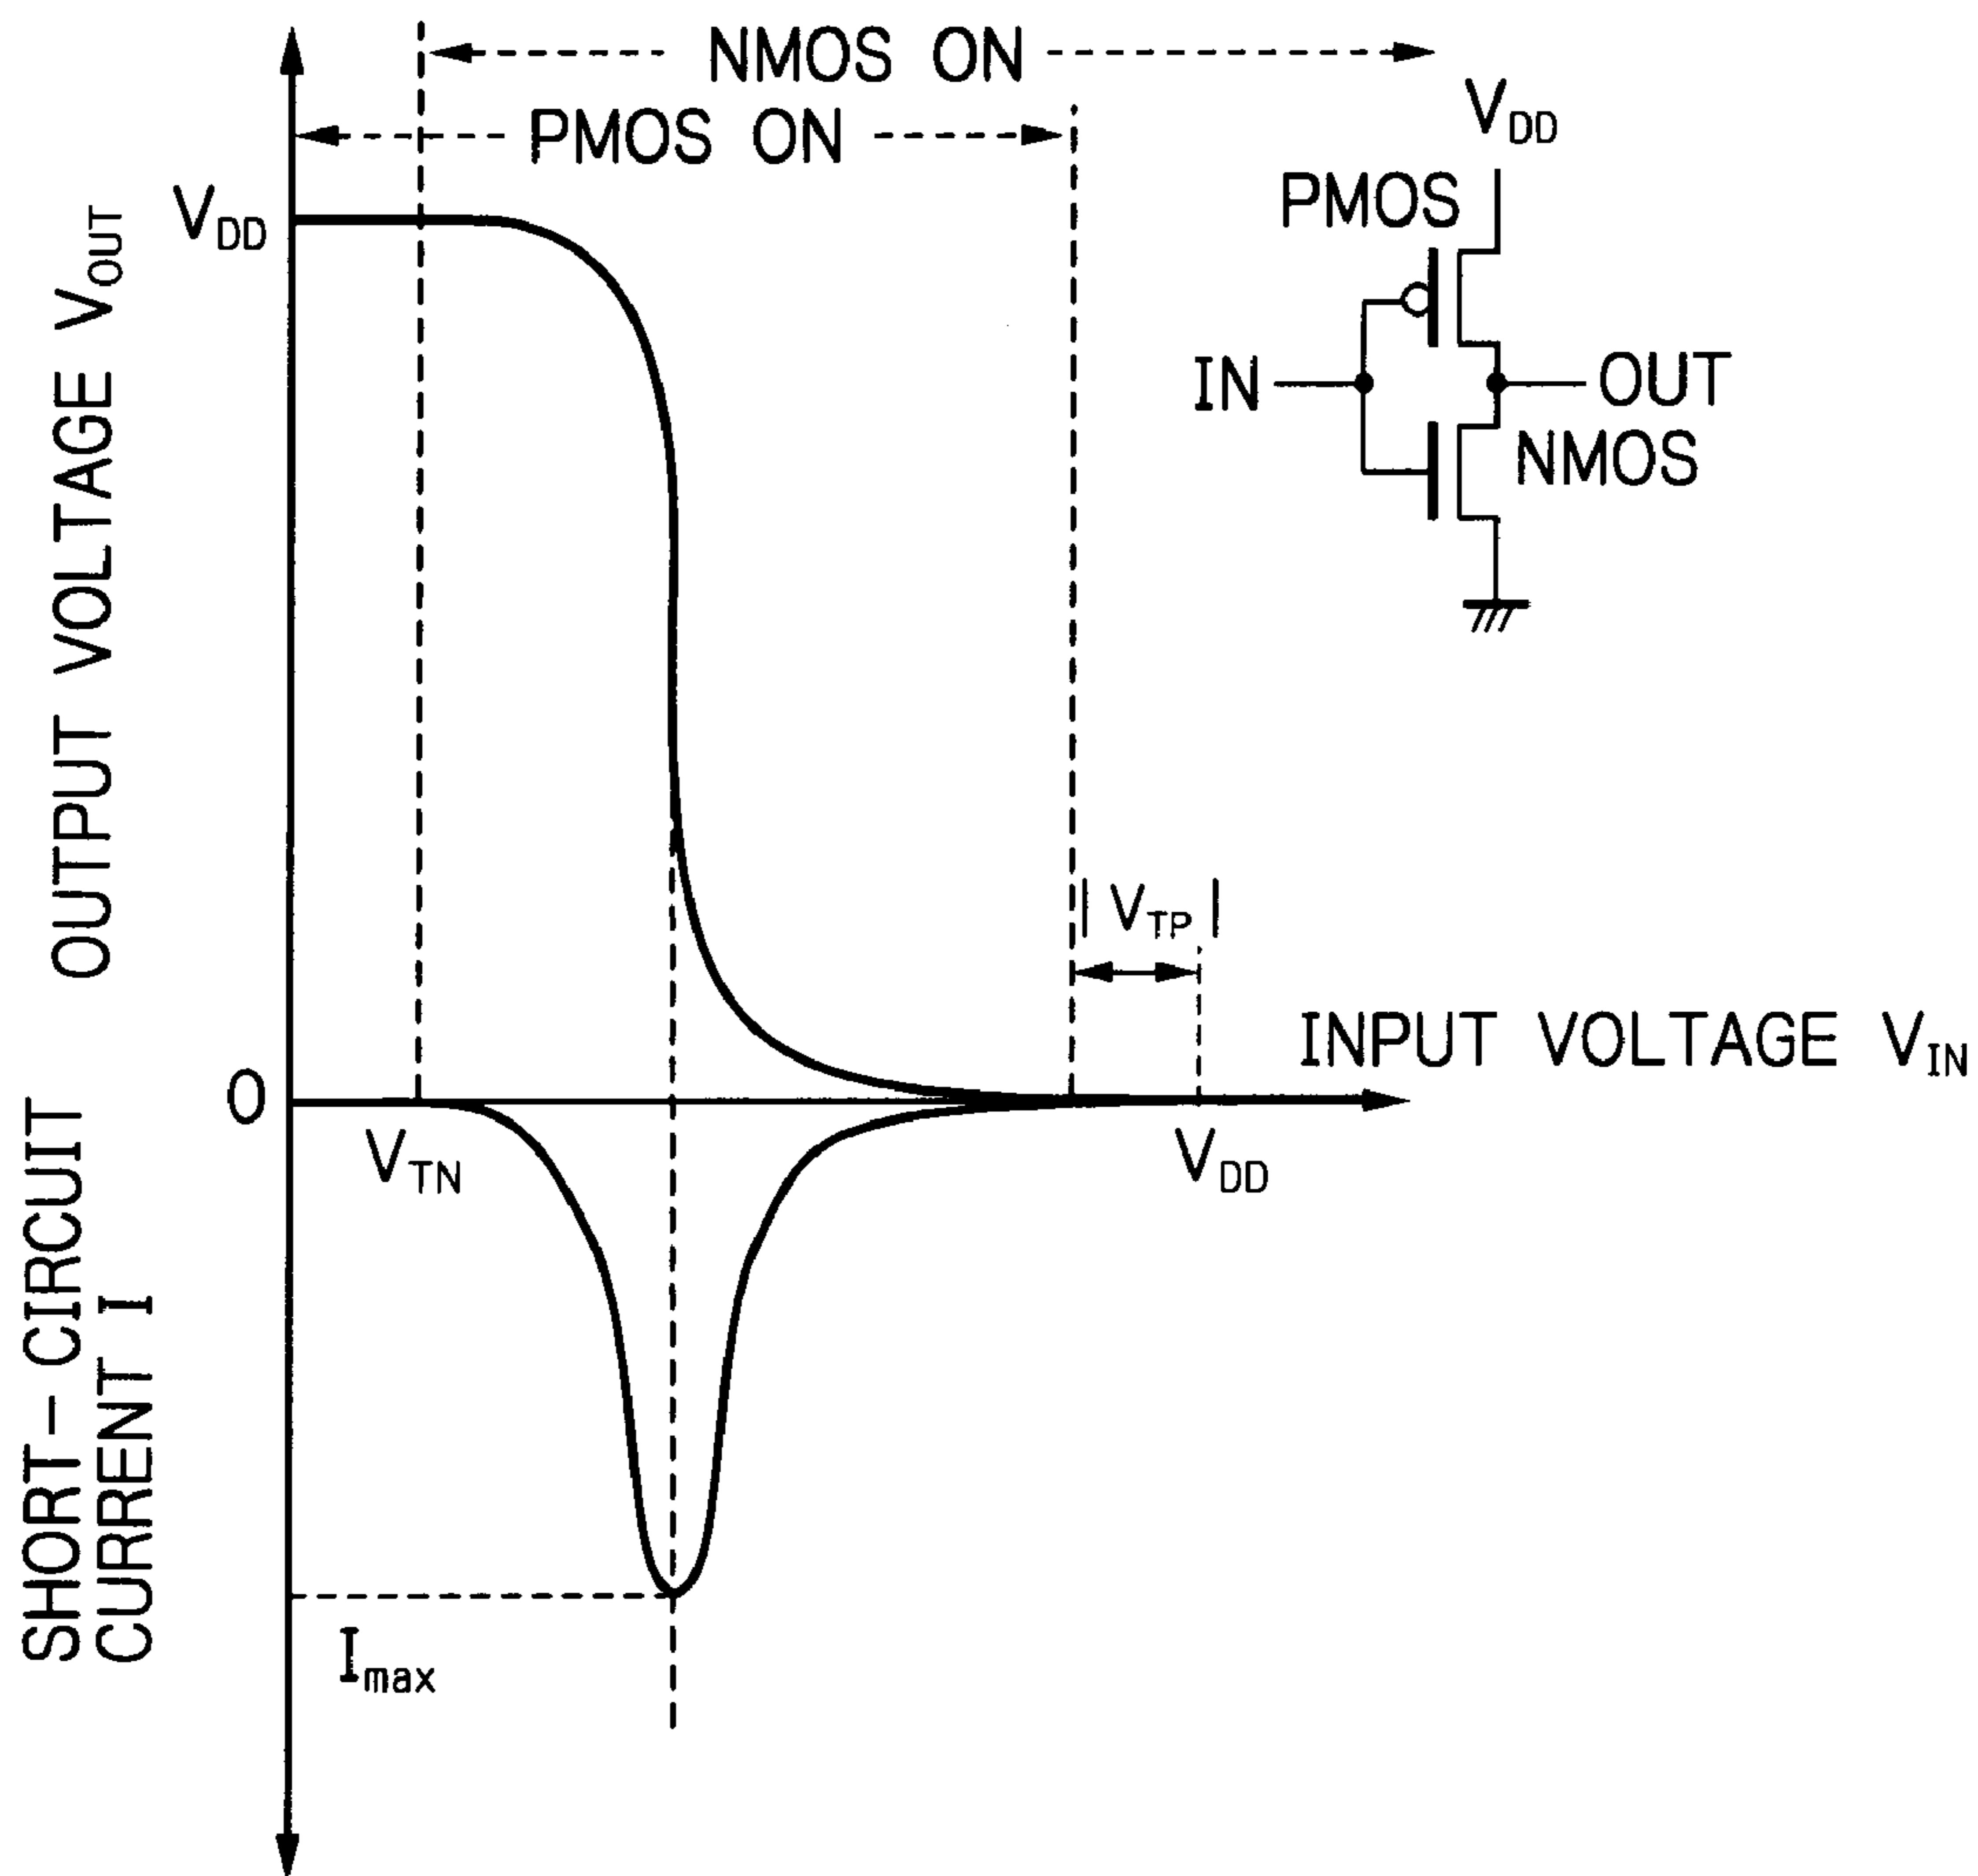 NMOS ON
PMOS ON
V_DD
PMOS
V_DD
OUTPUT VOLTAGE V_OUT
IN
OUT
NMOS
|V_TP|
INPUT VOLTAGE V_IN
O
V_TN
V_DD
SHORT-CIRCUIT
CURRENT I
I_max